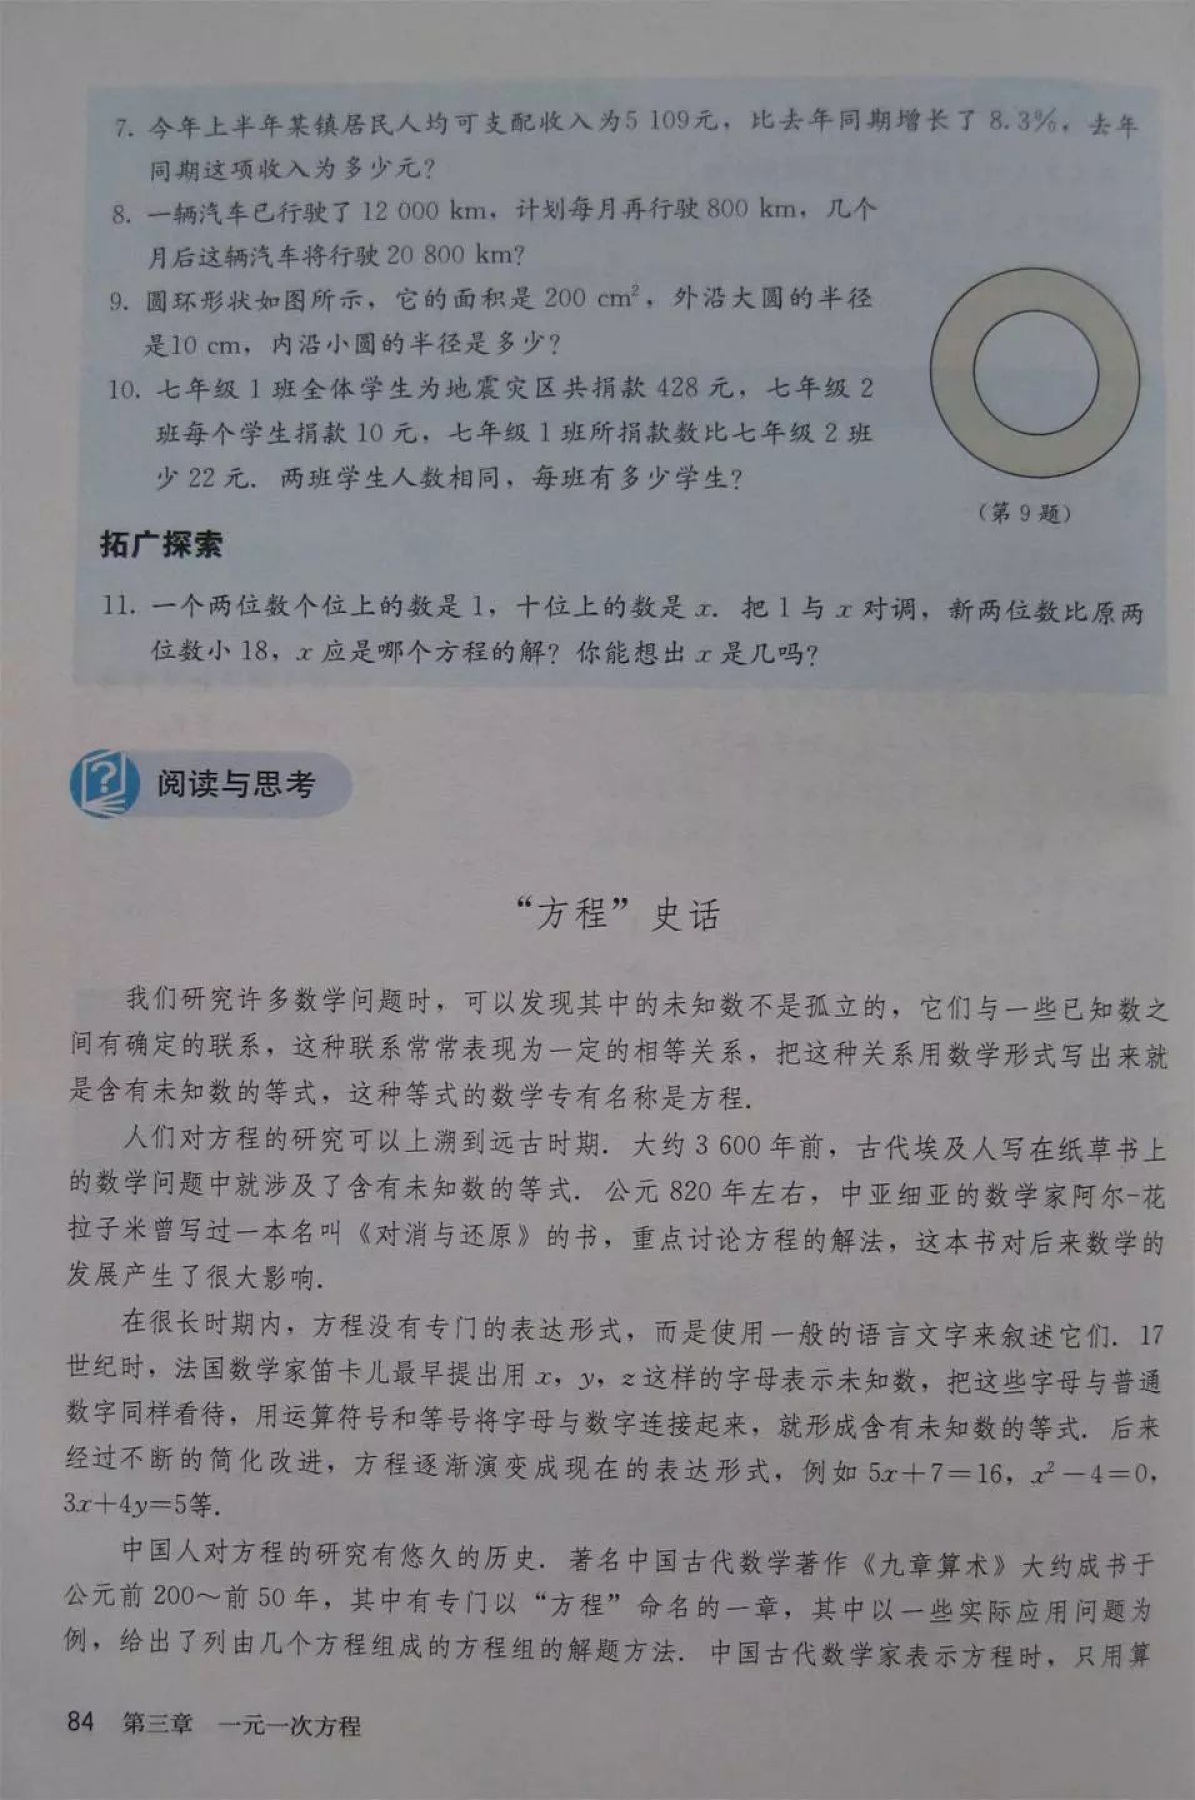 7. 今年上半年某镇居民人均可支配收入为5 109元，比去年同期增长了 8.3%，去年
同期这项收入为多少元？
8. 一辆汽车已行驶了 12 000 km，计划每月再行驶 800 km，几个
月后这辆汽车将行驶 20 800 km？
9. 圆环形状如图所示，它的面积是 200 cm²，外沿大圆的半径
是10 cm，内沿小圆的半径是多少？
10. 七年级 1 班全体学生为地震灾区共捐款 428 元，七年级 2
班每个学生捐款 10 元，七年级 1 班所捐款数比七年级 2 班
少 22 元．两班学生人数相同，每班有多少学生？
（第 9 题）
拓广探索
11. 一个两位数个位上的数是 1，十位上的数是 x．把 1 与 x 对调，新两位数比原两
位数小 18，x 应是哪个方程的解？你能想出 x 是几吗？
阅读与思考
“方程”史话
我们研究许多数学问题时，可以发现其中的未知数不是孤立的，它们与一些已知数之
间有确定的联系，这种联系常常表现为一定的相等关系，把这种关系用数学形式写出来就
是含有未知数的等式，这种等式的数学专有名称是方程．
人们对方程的研究可以上溯到远古时期．大约 3 600 年前，古代埃及人写在纸草书上
的数学问题中就涉及了含有未知数的等式．公元 820 年左右，中亚细亚的数学家阿尔-花
拉子米曾写过一本名叫《对消与还原》的书，重点讨论方程的解法，这本书对后来数学的
发展产生了很大影响．
在很长时期内，方程没有专门的表达形式，而是使用一般的语言文字来叙述它们．17
世纪时，法国数学家笛卡儿最早提出用 x，y，z 这样的字母表示未知数，把这些字母与普通
数字同样看待，用运算符号和等号将字母与数字连接起来，就形成含有未知数的等式．后来
经过不断的简化改进，方程逐渐演变成现在的表达形式，例如 5x＋7＝16，x²－4＝0，
3x＋4y＝5等．
中国人对方程的研究有悠久的历史．著名中国古代数学著作《九章算术》大约成书于
公元前 200～前 50 年，其中有专门以“方程”命名的一章，其中以一些实际应用问题为
例，给出了列由几个方程组成的方程组的解题方法．中国古代数学家表示方程时，只用算
84 第三章 一元一次方程